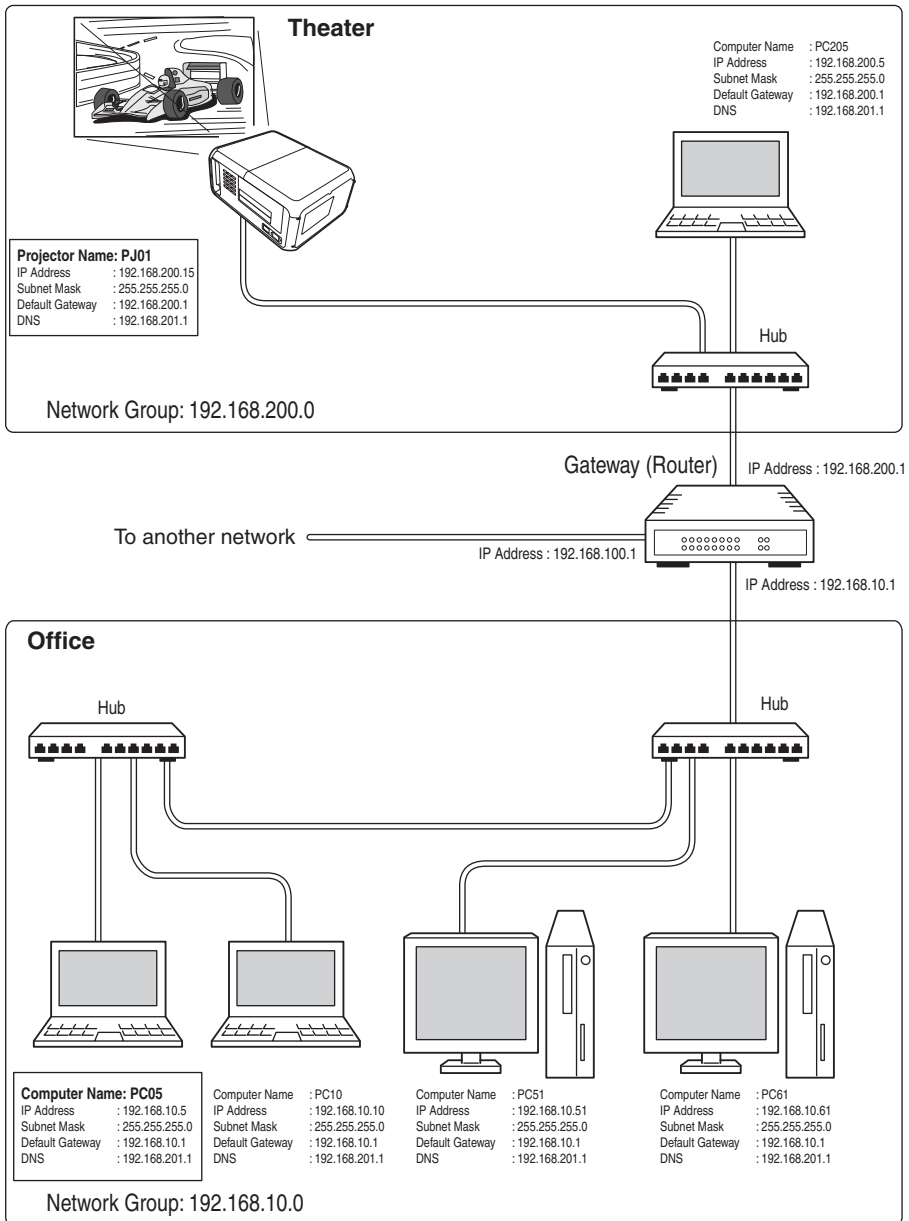 Theater
Computer Name : PC205
IP Address : 192.168.200.5
Subnet Mask : 255.255.255.0
Default Gateway : 192.168.200.1
DNS : 192.168.201.1
Projector Name: PJ01
IP Address : 192.168.200.15
Subnet Mask : 255.255.255.0
Default Gateway : 192.168.200.1
DNS : 192.168.201.1
Hub
Network Group: 192.168.200.0
Gateway (Router)
IP Address : 192.168.200.1
To another network
IP Address : 192.168.100.1
IP Address : 192.168.10.1
Office
Hub
Hub
Computer Name: PC05
IP Address : 192.168.10.5
Subnet Mask : 255.255.255.0
Default Gateway : 192.168.10.1
DNS : 192.168.201.1
Computer Name : PC10
IP Address : 192.168.10.10
Subnet Mask : 255.255.255.0
Default Gateway : 192.168.10.1
DNS : 192.168.201.1
Computer Name : PC51
IP Address : 192.168.10.51
Subnet Mask : 255.255.255.0
Default Gateway : 192.168.10.1
DNS : 192.168.201.1
Computer Name : PC61
IP Address : 192.168.10.61
Subnet Mask : 255.255.255.0
Default Gateway : 192.168.10.1
DNS : 192.168.201.1
Network Group: 192.168.10.0